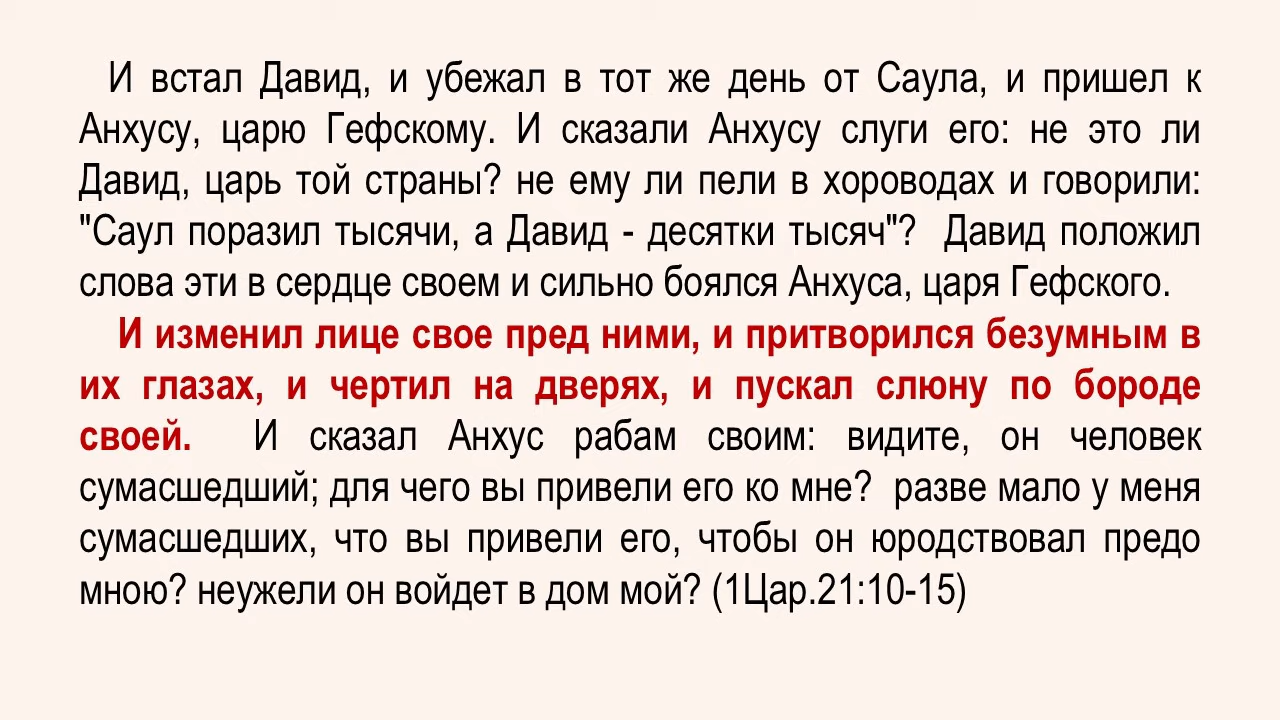 И встал Давид, и убежал в тот же день от Саула, и пришел к
Анхусу, царю Гефскому. И сказали Анхусу слуги его: не это ли
Давид, царь той страны? не ему ли пели в хороводах и говорили:
"Саул поразил тысячи, а Давид - десятки тысяч"?  Давид положил
слова эти в сердце своем и сильно боялся Анхуса, царя Гефского.
И изменил лице свое пред ними, и притворился безумным в
их глазах, и чертил на дверях, и пускал слюну по бороде
своей.  И сказал Анхус рабам своим: видите, он человек
сумасшедший; для чего вы привели его ко мне?  разве мало у меня
сумасшедших, что вы привели его, чтобы он юродствовал предо
мною? неужели он войдет в дом мой? (1Цар.21:10-15)